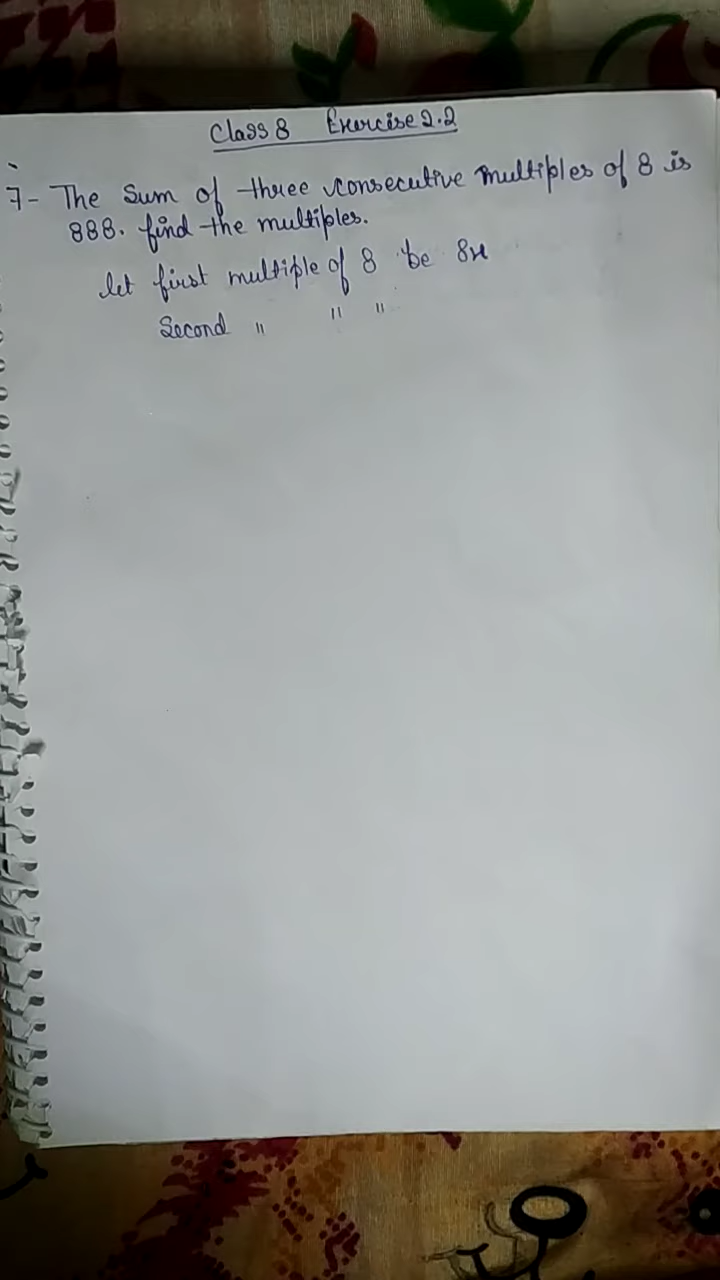 Class 8 Exercise 2.2
7- The Sum of three consecutive multiples of 8 is
888. find the multiples.
let first multiple of 8 be 8x
Second " " "